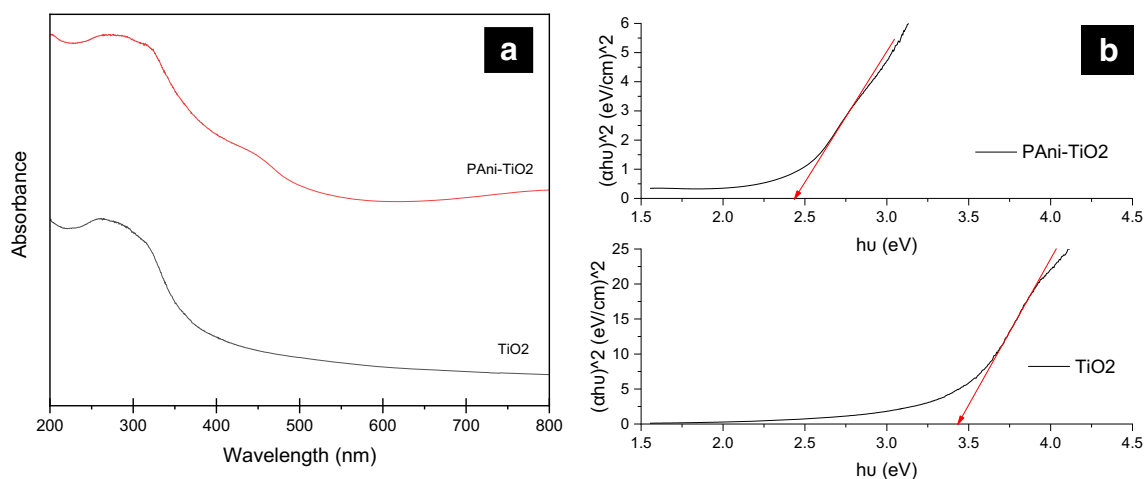 a
Absorbance
PAni-TiO2
TiO2
200 300 400 500 600 700 800
Wavelength (nm)
b
(αhυ)^2 (eV/cm)^2
6
5
4
3
2
1
0
PAni-TiO2
1.5 2.0 2.5 3.0 3.5 4.0 4.5
hυ (eV)
(αhυ)^2 (eV/cm)^2
25
20
15
10
5
0
TiO2
1.5 2.0 2.5 3.0 3.5 4.0 4.5
hυ (eV)